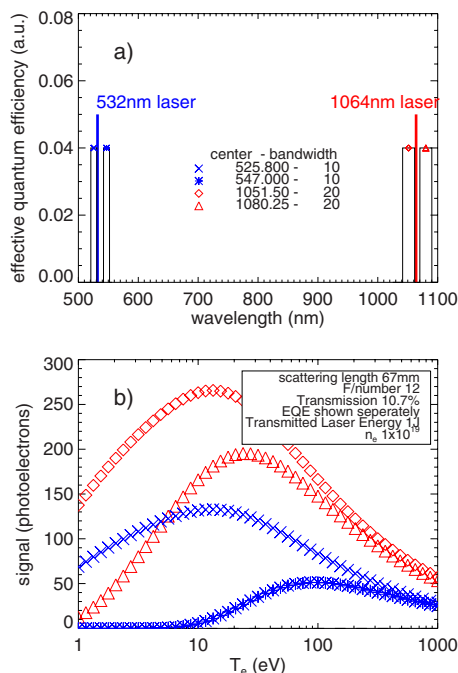 a)
532nm laser
1064nm laser
center - bandwidth
525.800 - 10
547.000 - 10
1051.50 - 20
1080.25 - 20
effective quantum efficiency (a.u.)
0.08
0.06
0.04
0.02
0.00
500 600 700 800 900 1000 1100
wavelength (nm)
b)
scattering length 67mm
F/number 12
Transmission 10.7%
EQE shown seperately
Transmitted Laser Energy 1J
n_e 1x10^19
signal (photoelectrons)
300
250
200
150
100
50
0
1 10 100 1000
T_e (eV)